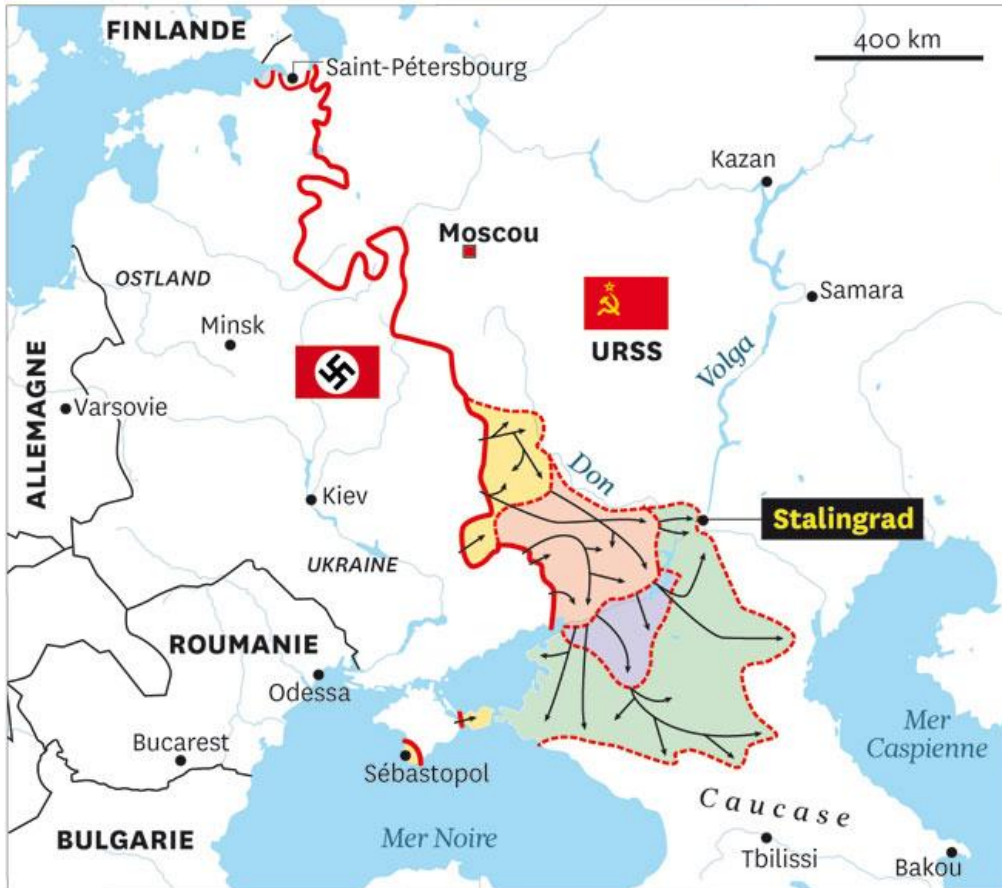 FINLANDE
Saint-Pétersbourg
400 km
Kazan
Moscou
OSTLAND
Samara
Minsk
URSS
Volga
ALLEMAGNE
Varsovie
Don
Kiev
Stalingrad
UKRAINE
ROUMANIE
Odessa
Mer
Caspienne
Bucarest
Sébastopol
Caucase
Mer Noire
BULGARIE
Tbilissi
Bakou